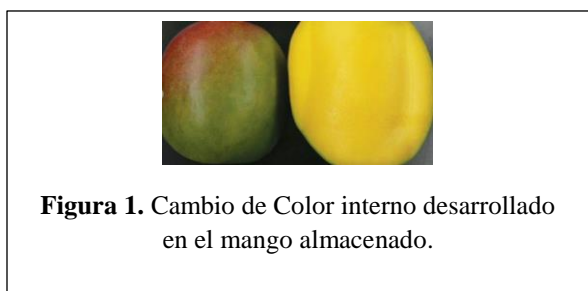 Figura 1. Cambio de Color interno desarrollado
en el mango almacenado.